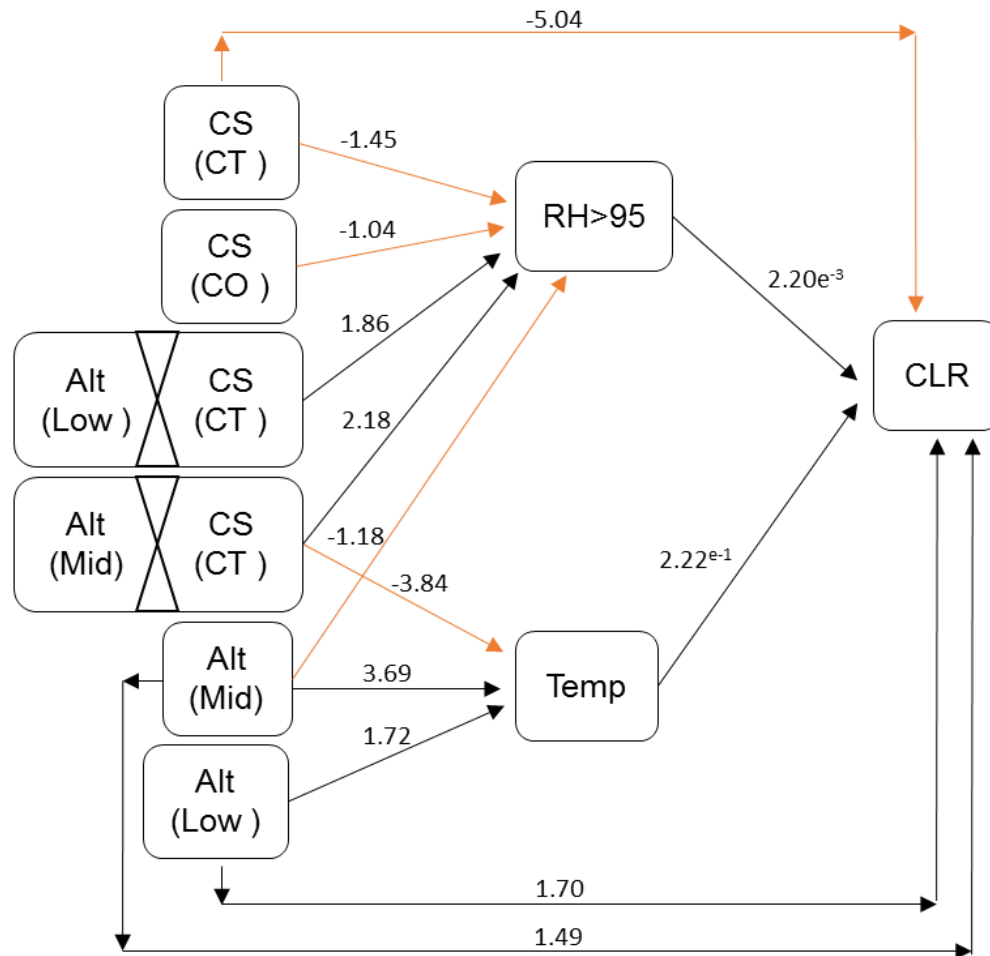 -5.04
CS
(CT )
-1.45
RH>95
CS
(CO )
-1.04
2.20e-3
Alt
(Low )
CS
(CT )
1.86
CLR
2.18
Alt
(Mid)
CS
(CT )
-1.18
-3.84
2.22e-1
Alt
(Mid)
3.69
Temp
1.72
Alt
(Low )
1.70
1.49